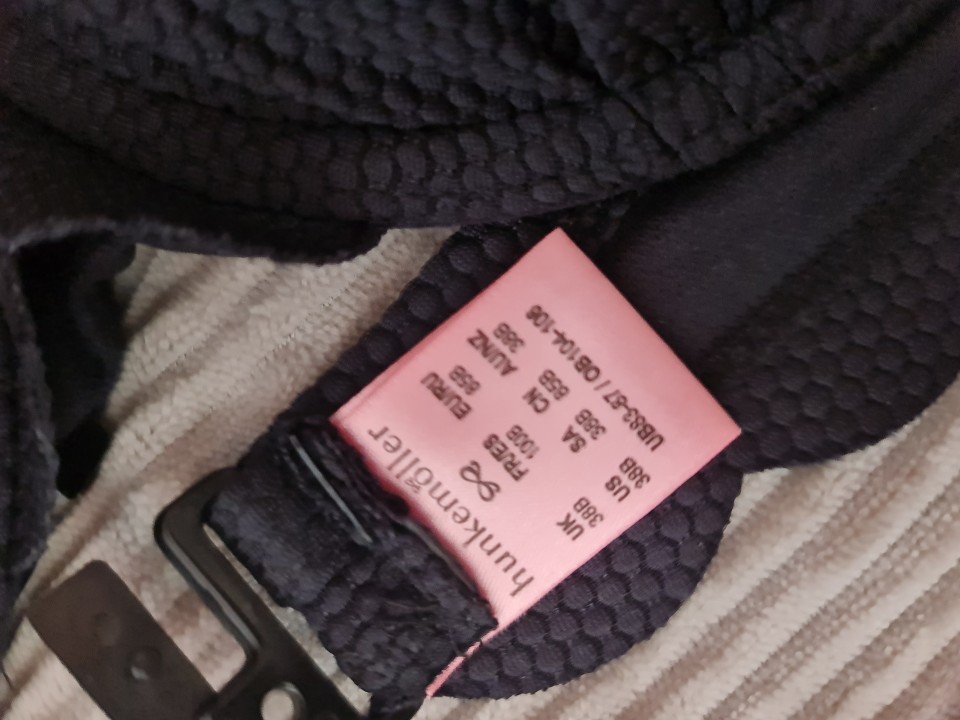 hunkemöller
UK FR/ES EU/RU
38B 100B 85B
US SA CN AU/NZ
38B 38B 85B 38B
UB83-87 / OB104-106